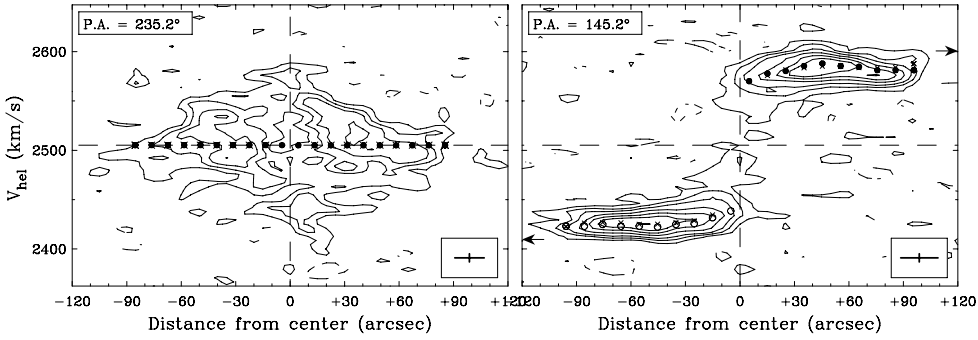 P.A. = 235.2°
P.A. = 145.2°
2600
2500
2400
V_hel (km/s)
−120 −90 −60 −30 0 +30 +60 +90 +120
−120 −90 −60 −30 0 +30 +60 +90 +120
Distance from center (arcsec)
Distance from center (arcsec)